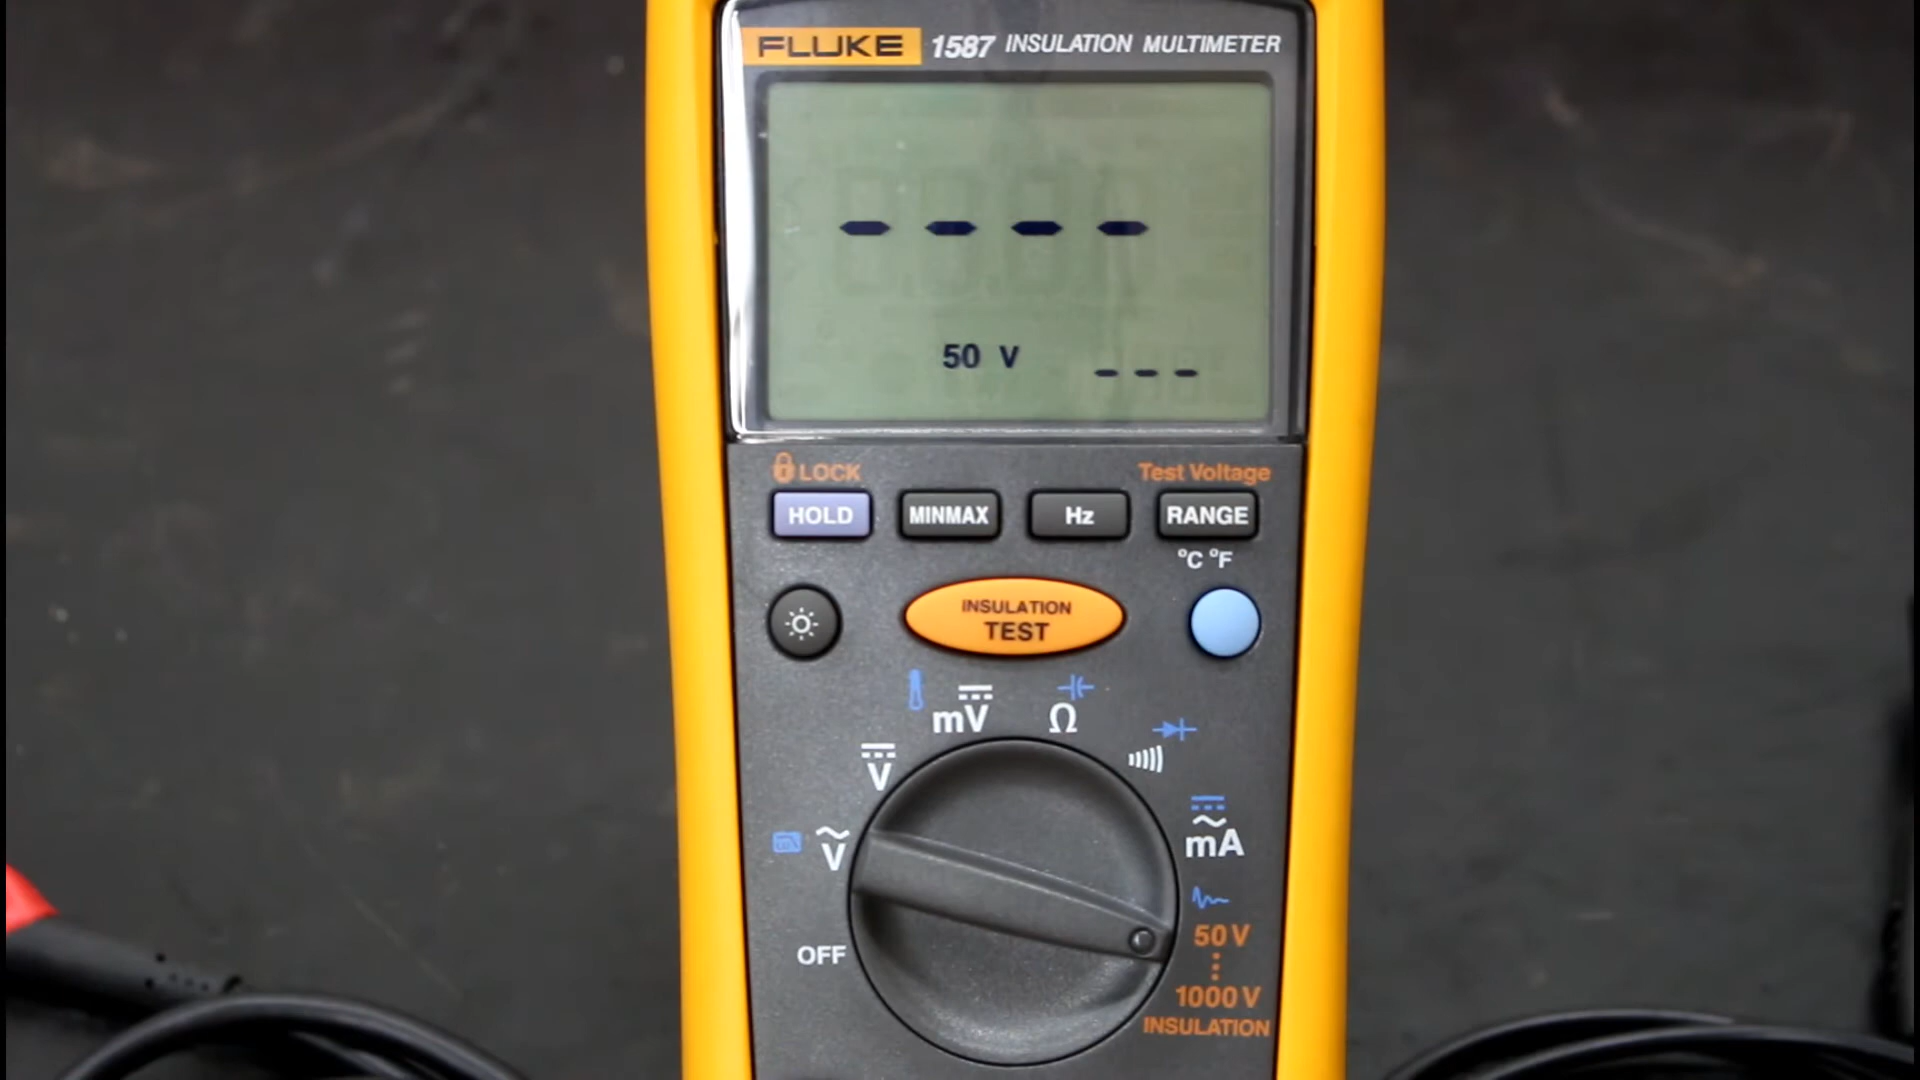 FLUKE 1587 INSULATION MULTIMETER
- - - -
50 V - - -
LOCK Test Voltage
HOLD MINMAX Hz RANGE
°C °F
INSULATION
TEST
mV Ω
V
mA
V
50 V
OFF
1000 V
INSULATION